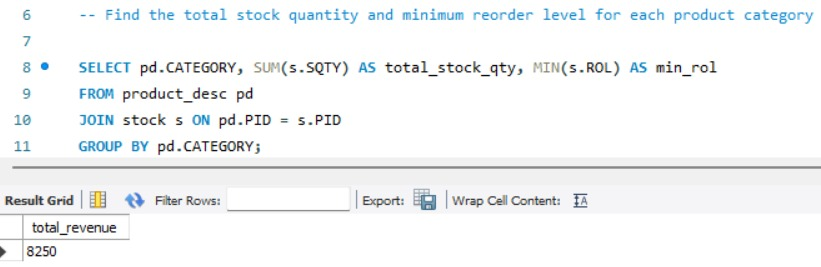 6 -- Find the total stock quantity and minimum reorder level for each product category
7
8 SELECT pd.CATEGORY, SUM(s.SQTY) AS total_stock_qty, MIN(s.ROL) AS min_rol
9 FROM product_desc pd
10 JOIN stock s ON pd.PID = s.PID
11 GROUP BY pd.CATEGORY;
Result Grid Filter Rows: Export: Wrap Cell Content: IA
total_revenue
8250